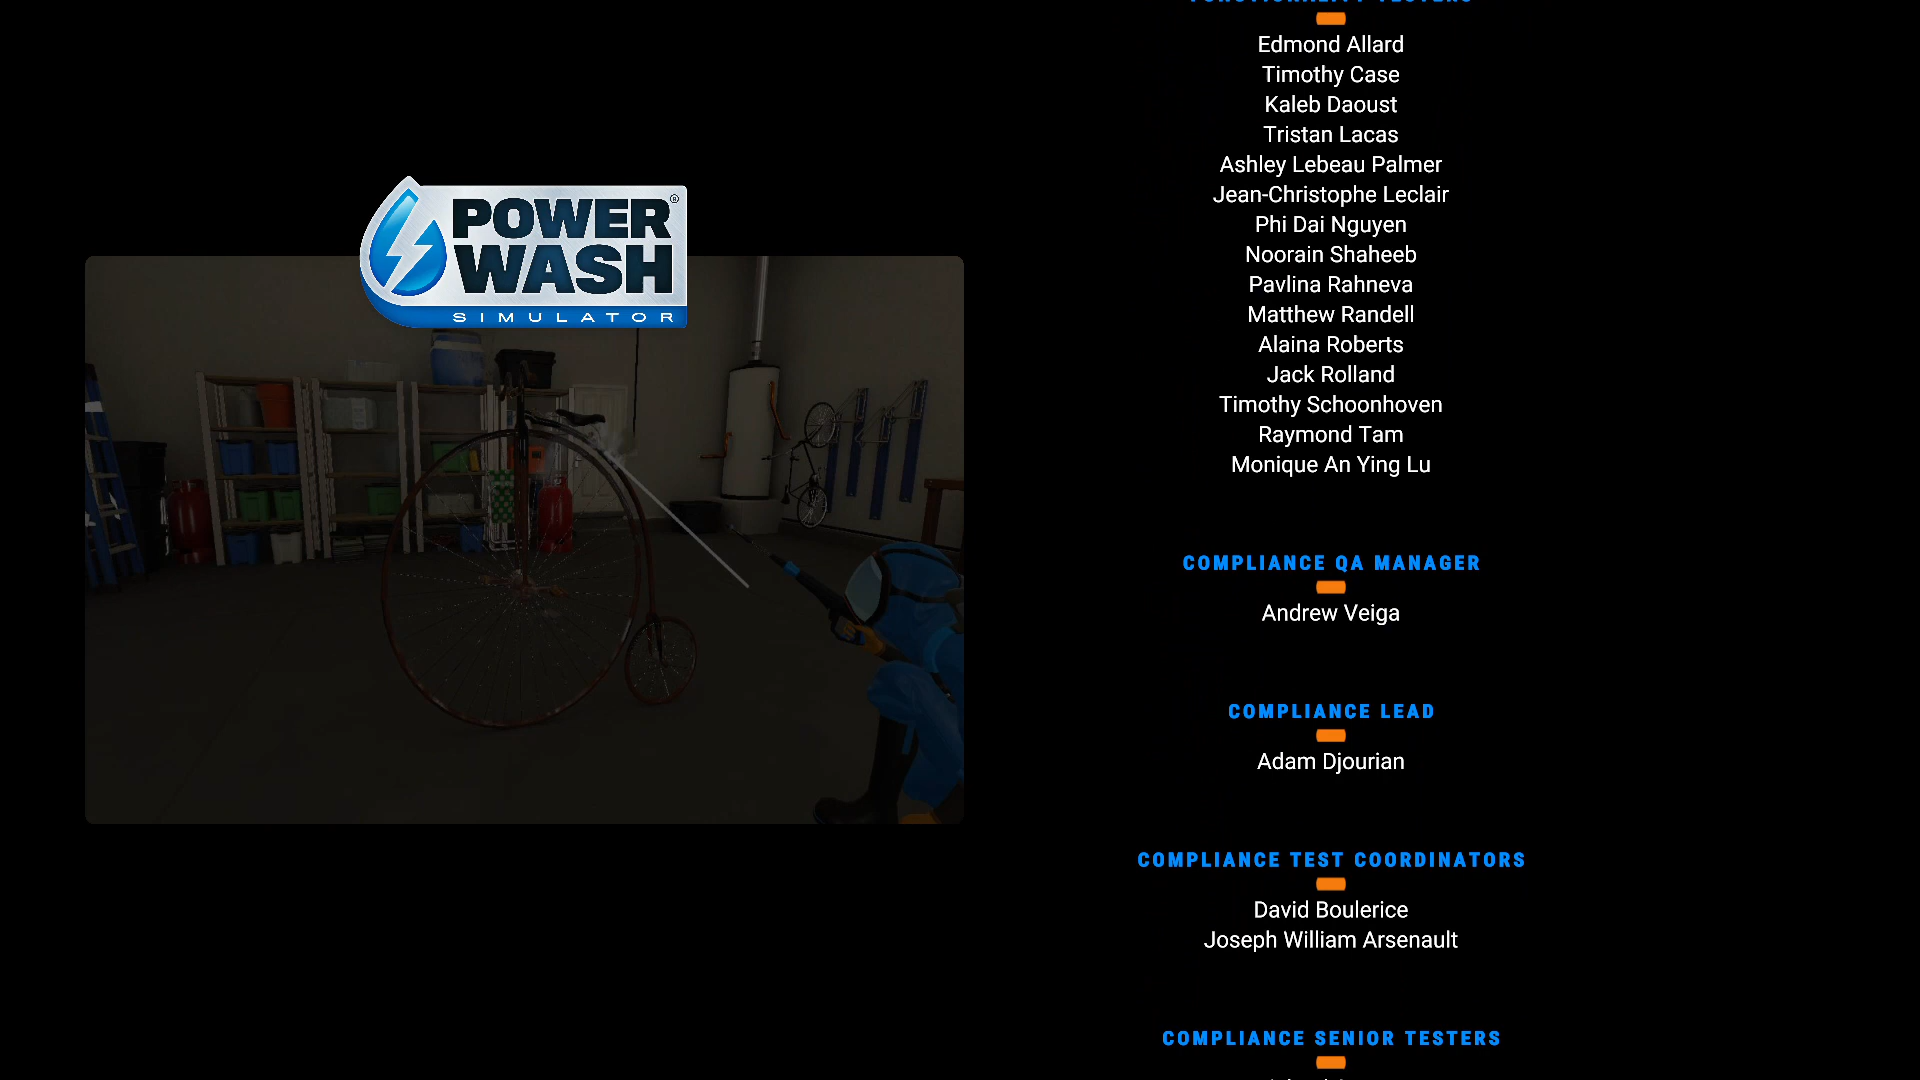 POWER
WASH
SIMULATOR
FUNCTIONALITY TESTERS
Edmond Allard
Timothy Case
Kaleb Daoust
Tristan Lacas
Ashley Lebeau Palmer
Jean-Christophe Leclair
Phi Dai Nguyen
Noorain Shaheeb
Pavlina Rahneva
Matthew Randell
Alaina Roberts
Jack Rolland
Timothy Schoonhoven
Raymond Tam
Monique An Ying Lu
COMPLIANCE QA MANAGER
Andrew Veiga
COMPLIANCE LEAD
Adam Djourian
COMPLIANCE TEST COORDINATORS
David Boulerice
Joseph William Arsenault
COMPLIANCE SENIOR TESTERS